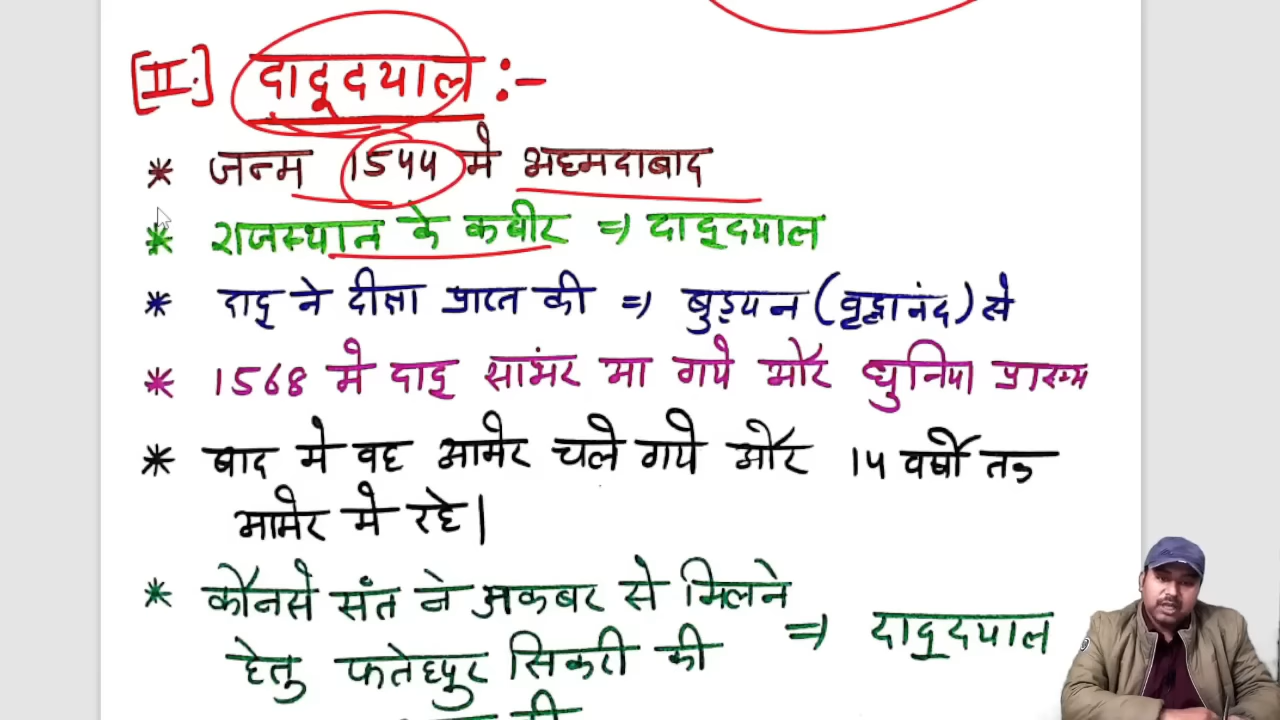 [II.] दादूदयाल :-
* जन्म 1544 मे अहमदाबाद
* राजस्थान के कबीर => दादूदयाल
* दादू ने दीक्षा प्राप्त की => बुड्ढन (वृद्धानंद) से
* 1568 मे दादू सांभर आ गये और धुनिया प्रारम्भ
* बाद मे वह आमेर चले गये और 14 वर्षो तक
आमेर मे रहे|
* कौनसे संत ने अकबर से मिलने
हेतु फतेहपुर सिकरी की => दादूदयाल
की